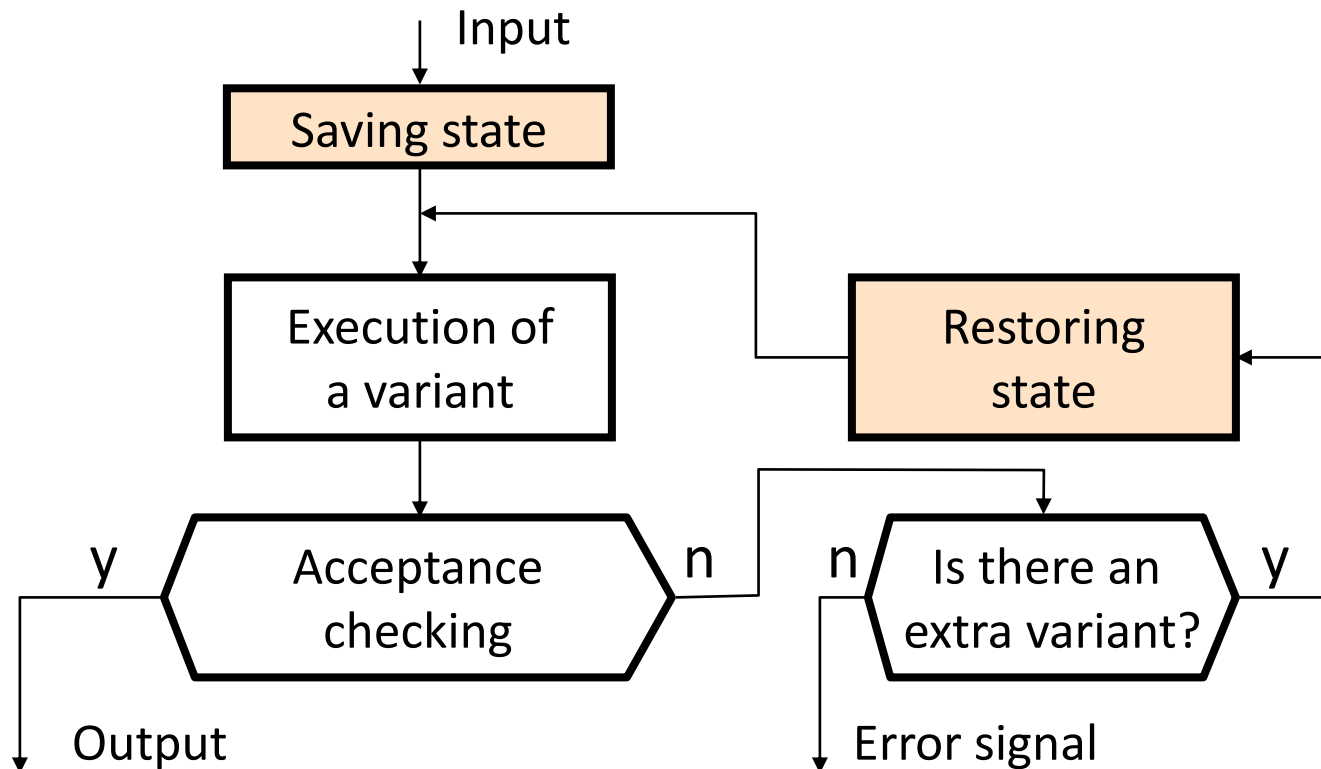 Input
Saving state
Execution of
a variant
Restoring
state
y
Acceptance
checking
n
n
Is there an
extra variant?
y
Output
Error signal